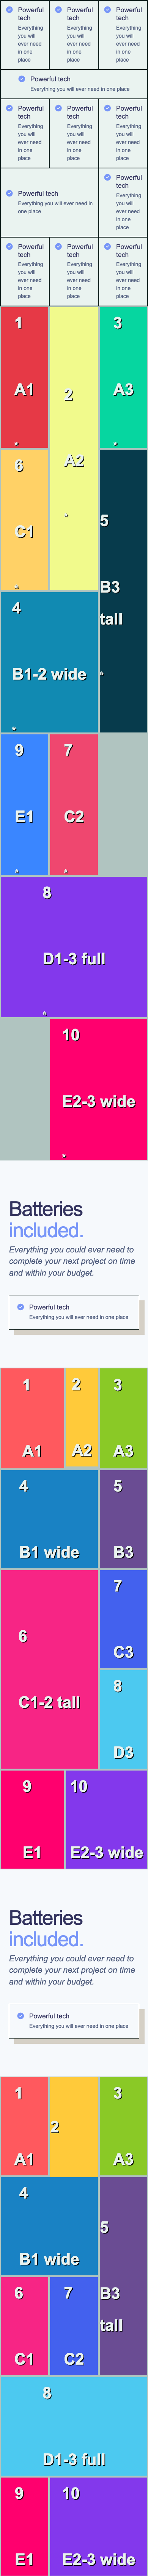 Powerful tech
Everything you will ever need in one place
Powerful tech
Everything you will ever need in one place
Powerful tech
Everything you will ever need in one place
Powerful tech
Everything you will ever need in one place
Powerful tech
Everything you will ever need in one place
Powerful tech
Everything you will ever need in one place
Powerful tech
Everything you will ever need in one place
Powerful tech
Everything you will ever need in one place
Powerful tech
Everything you will ever need in one place
Powerful tech
Everything you will ever need in one place
Powerful tech
Everything you will ever need in one place
Powerful tech
Everything you will ever need in one place
1
A1
*
2
A2
*
3
A3
*
6
C1
*
5
B3
tall
*
4
B1-2 wide
*
9
E1
*
7
C2
*
8
D1-3 full
*
10
E2-3 wide
*
Batteries
included.
Everything you could ever need to
complete your next project on time
and within your budget.
Powerful tech
Everything you will ever need in one place
1
A1
2
A2
3
A3
4
B1 wide
5
B3
6
C1-2 tall
7
C3
8
D3
9
E1
10
E2-3 wide
Batteries
included.
Everything you could ever need to
complete your next project on time
and within your budget.
Powerful tech
Everything you will ever need in one place
1
A1
2
3
A3
4
B1 wide
5
B3
tall
6
C1
7
C2
8
D1-3 full
9
E1
10
E2-3 wide